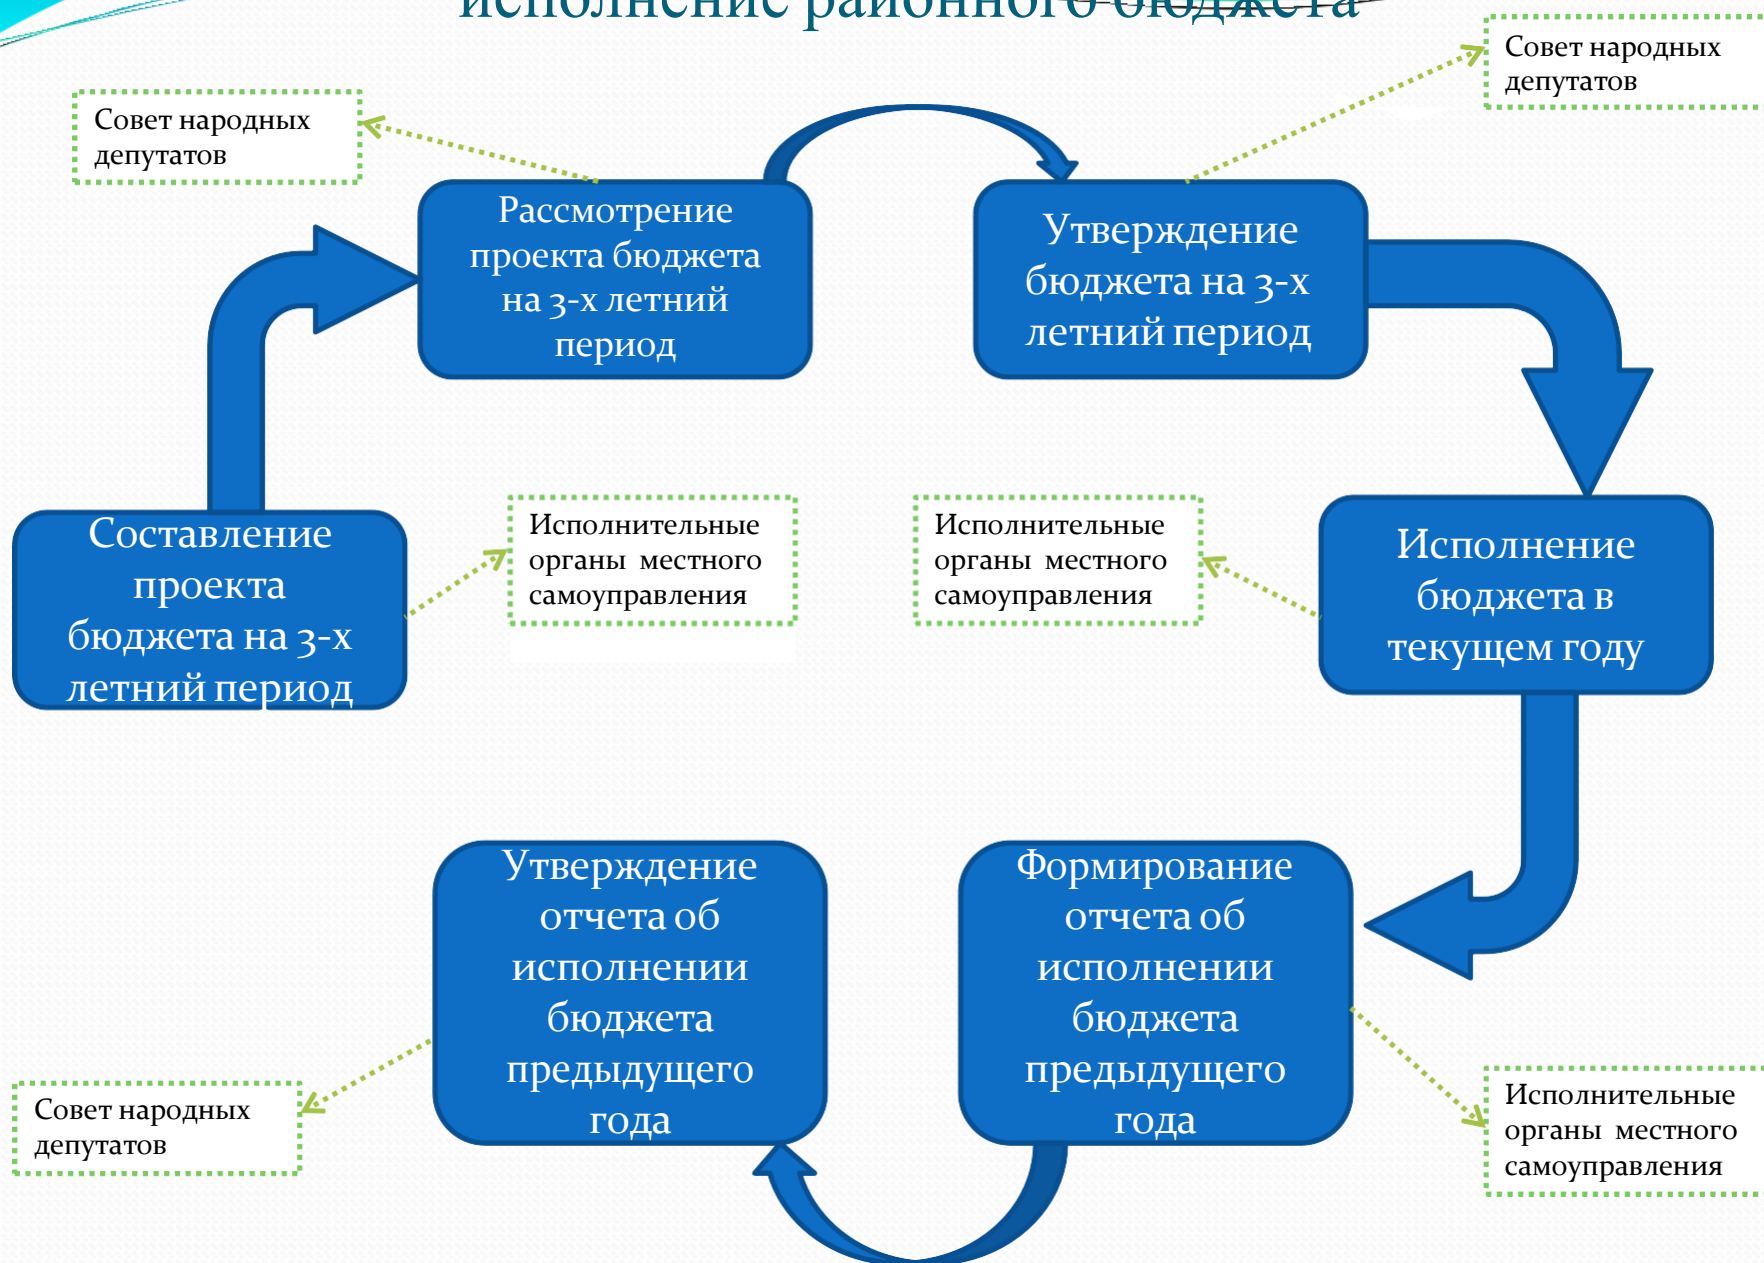 исполнение районного бюджета
Совет народных
депутатов
Совет народных
депутатов
Рассмотрение
проекта бюджета
на 3-х летний
период
Утверждение
бюджета на 3-х
летний период
Составление
проекта
бюджета на 3-х
летний период
Исполнительные
органы местного
самоуправления
Исполнительные
органы местного
самоуправления
Исполнение
бюджета в
текущем году
Утверждение
отчета об
исполнении
бюджета
предыдущего
года
Формирование
отчета об
исполнении
бюджета
предыдущего
года
Совет народных
депутатов
Исполнительные
органы местного
самоуправления